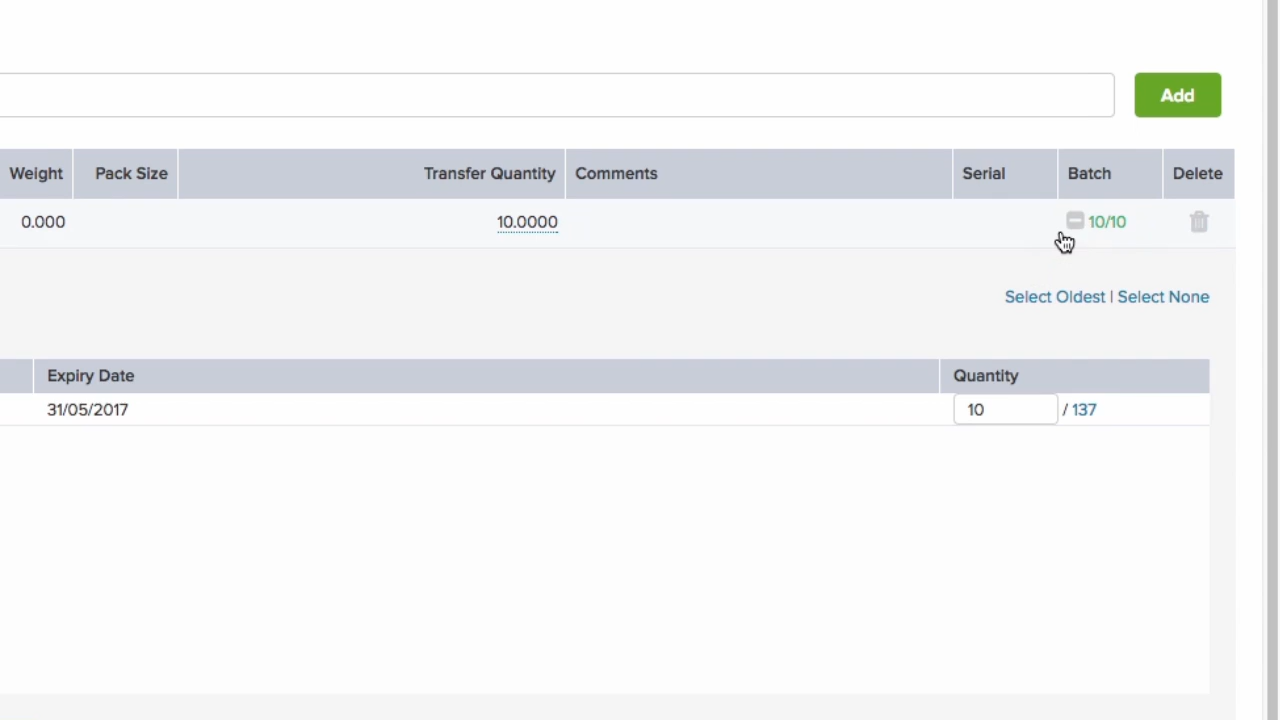 Add
Weight Pack Size Transfer Quantity Comments Serial Batch Delete
0.000 10.0000 10/10
Select Oldest | Select None
Expiry Date Quantity
31/05/2017 10 / 137